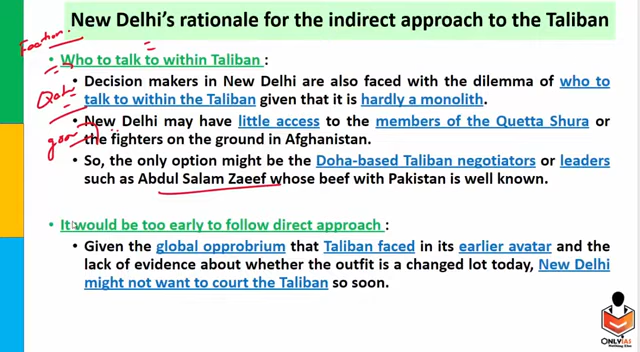 New Delhi's rationale for the indirect approach to the Taliban
Faction
• Who to talk to within Taliban :
Decision makers in New Delhi are also faced with the dilemma of who
to talk to within the Taliban given that it is hardly a monolith.
New Delhi may have little access to the members of the Quetta Shura or
the fighters on the ground in Afghanistan.
So, the only option might be the Doha-based Taliban negotiators or leaders
such as Abdul Salam Zaeef whose beef with Pakistan is well known.
• It would be too early to follow direct approach :
Given the global opprobrium that Taliban faced in its earlier avatar and the
lack of evidence about whether the outfit is a changed lot today, New Delhi
might not want to court the Taliban so soon.
ONLYIAS